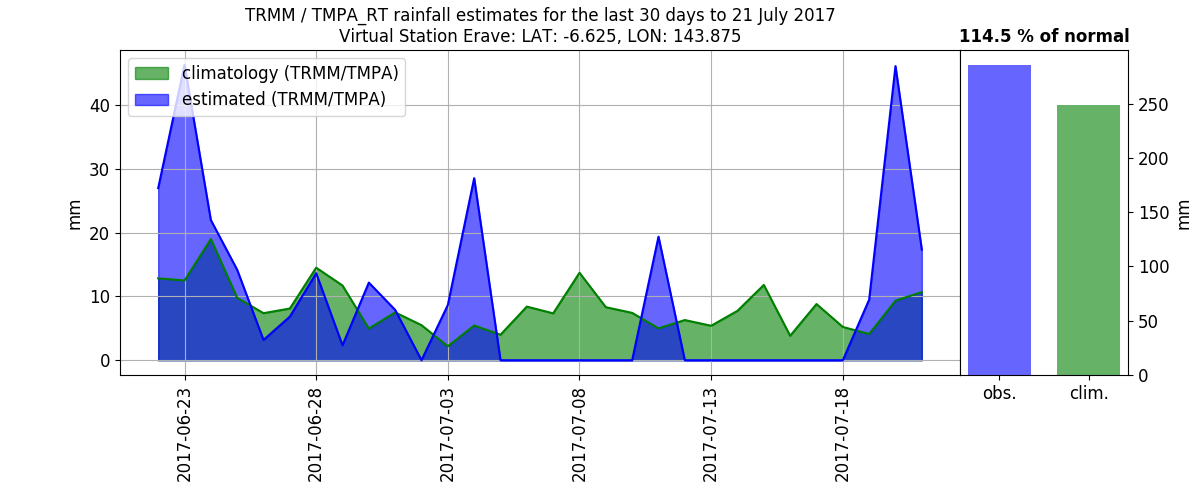 TRMM / TMPA_RT rainfall estimates for the last 30 days to 21 July 2017
Virtual Station Erave: LAT: -6.625, LON: 143.875
114.5 % of normal
climatology (TRMM/TMPA)
estimated (TRMM/TMPA)
mm
40
30
20
10
0
2017-06-23
2017-06-28
2017-07-03
2017-07-08
2017-07-13
2017-07-18
250
200
150
100
50
0
mm
obs.
clim.